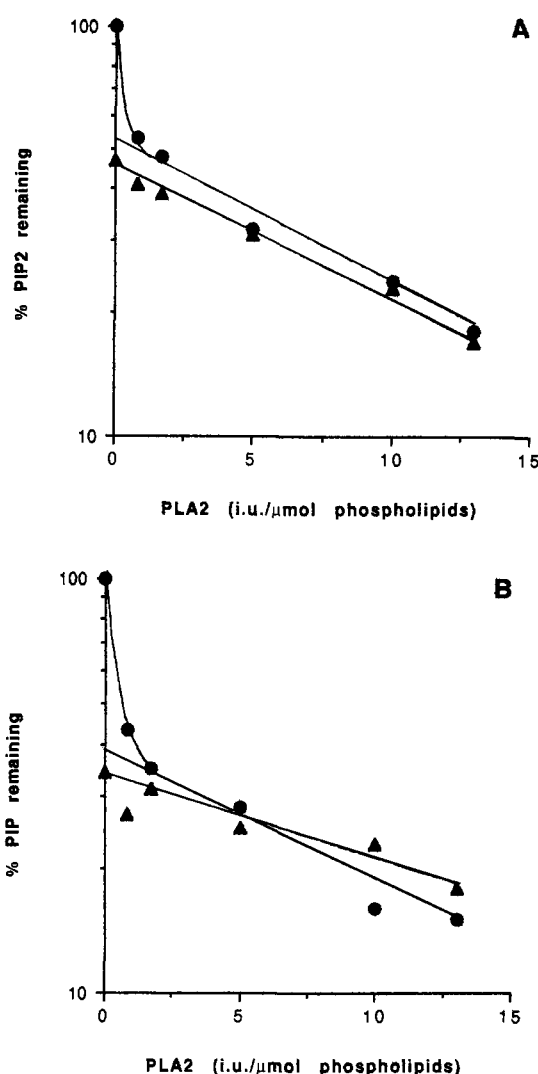 A
100
% PIP2 remaining
10
0 5 10 15
PLA2 (i.u./μmol phospholipids)
B
100
% PIP remaining
10
0 5 10 15
PLA2 (i.u./μmol phospholipids)